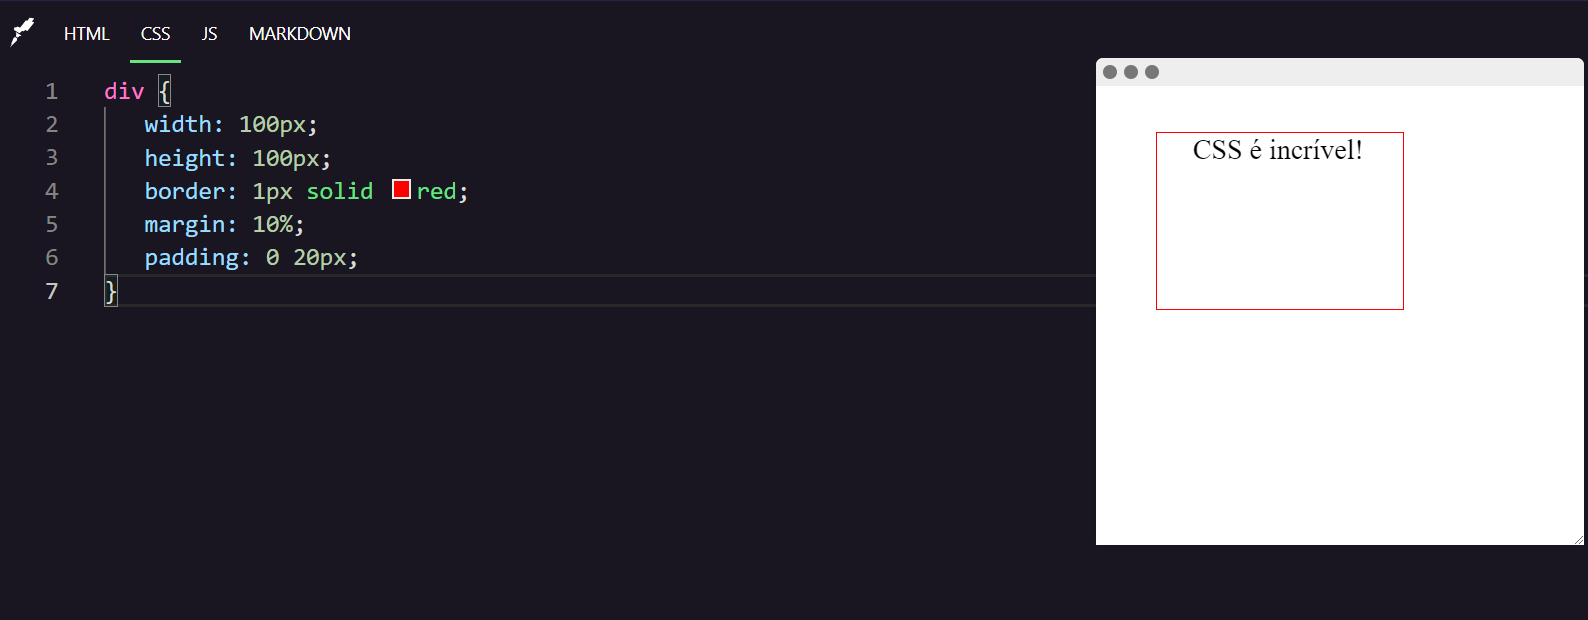 HTML CSS JS MARKDOWN
1 div {
2 width: 100px;
3 height: 100px;
4 border: 1px solid red;
5 margin: 10%;
6 padding: 0 20px;
7 }
CSS é incrível!